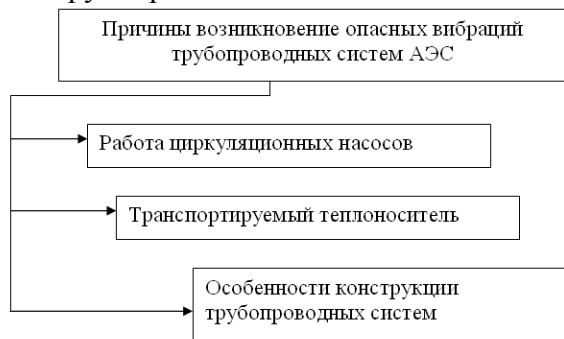 Причины возникновение опасных вибраций
трубопроводных систем АЭС
Работа циркуляционных насосов
Транспортируемый теплоноситель
Особенности конструкции
трубопроводных систем